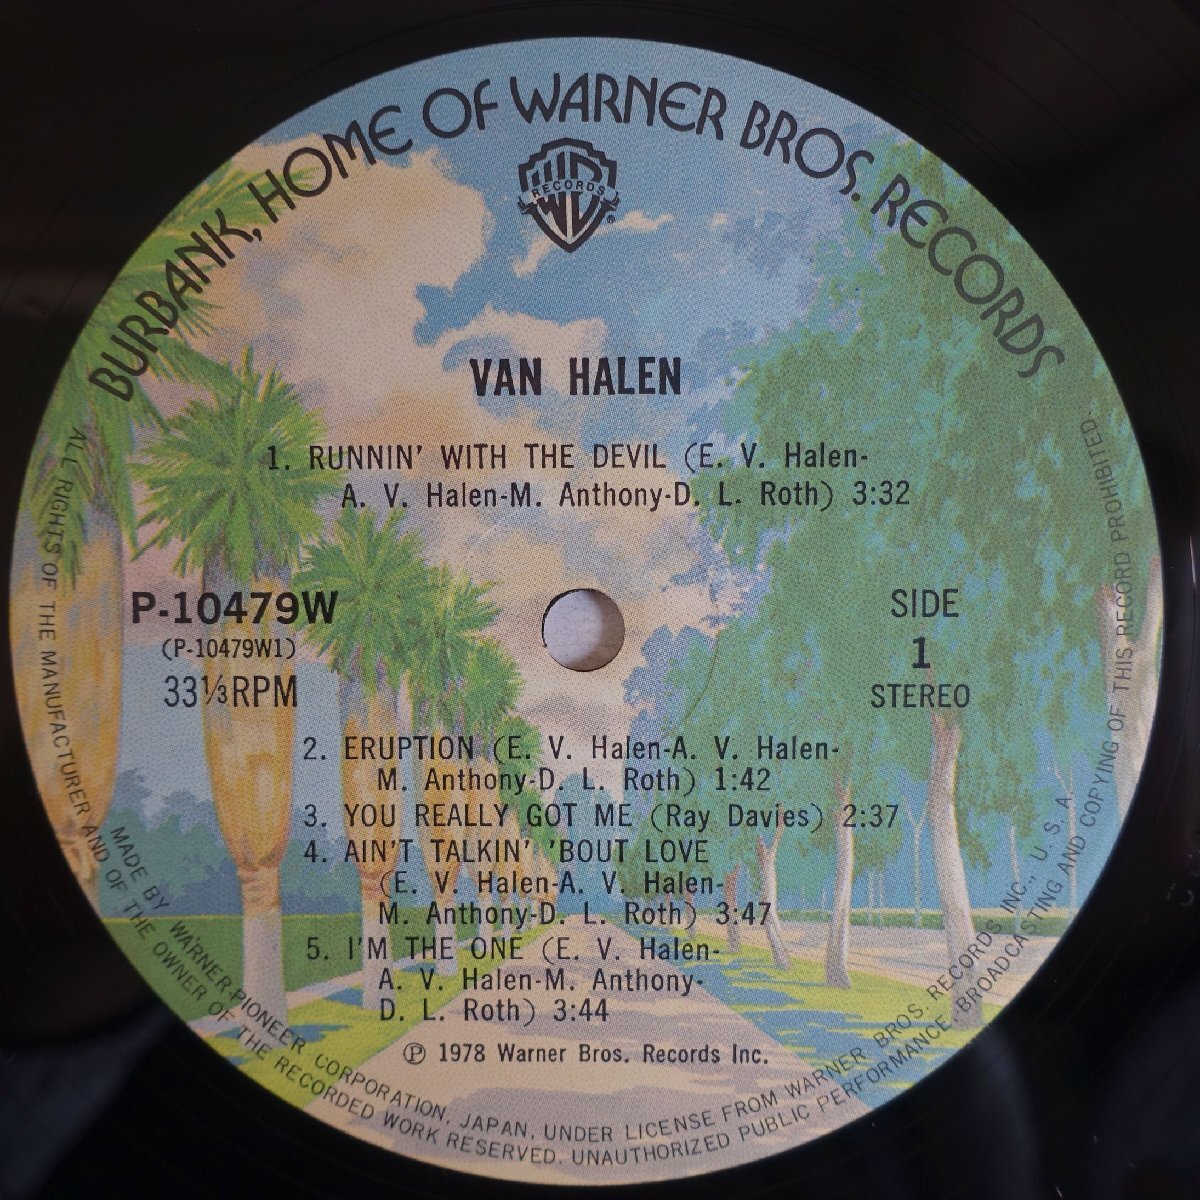 BURBANK, HOME OF WARNER BROS. RECORDS
WB
RECORDS
®
VAN HALEN
1. RUNNIN' WITH THE DEVIL (E. V. Halen-
A. V. Halen-M. Anthony-D. L. Roth) 3:32
P-10479W
(P-10479W1)
33⅓RPM
SIDE
1
STEREO
2. ERUPTION (E. V. Halen-A. V. Halen-
M. Anthony-D. L. Roth) 1:42
3. YOU REALLY GOT ME (Ray Davies) 2:37
4. AIN'T TALKIN' 'BOUT LOVE
(E. V. Halen-A. V. Halen-
M. Anthony-D. L. Roth) 3:47
5. I'M THE ONE (E. V. Halen-
A. V. Halen-M. Anthony-
D. L. Roth) 3:44
℗ 1978 Warner Bros. Records Inc.
MADE BY WARNER-PIONEER CORPORATION, JAPAN, UNDER LICENSE FROM WARNER BROS. RECORDS INC., U. S. A.
ALL RIGHTS OF THE MANUFACTURER AND OF THE OWNER OF THE RECORDED WORK RESERVED. UNAUTHORIZED PUBLIC PERFORMANCE, BROADCASTING AND COPYING OF THIS RECORD PROHIBITED.